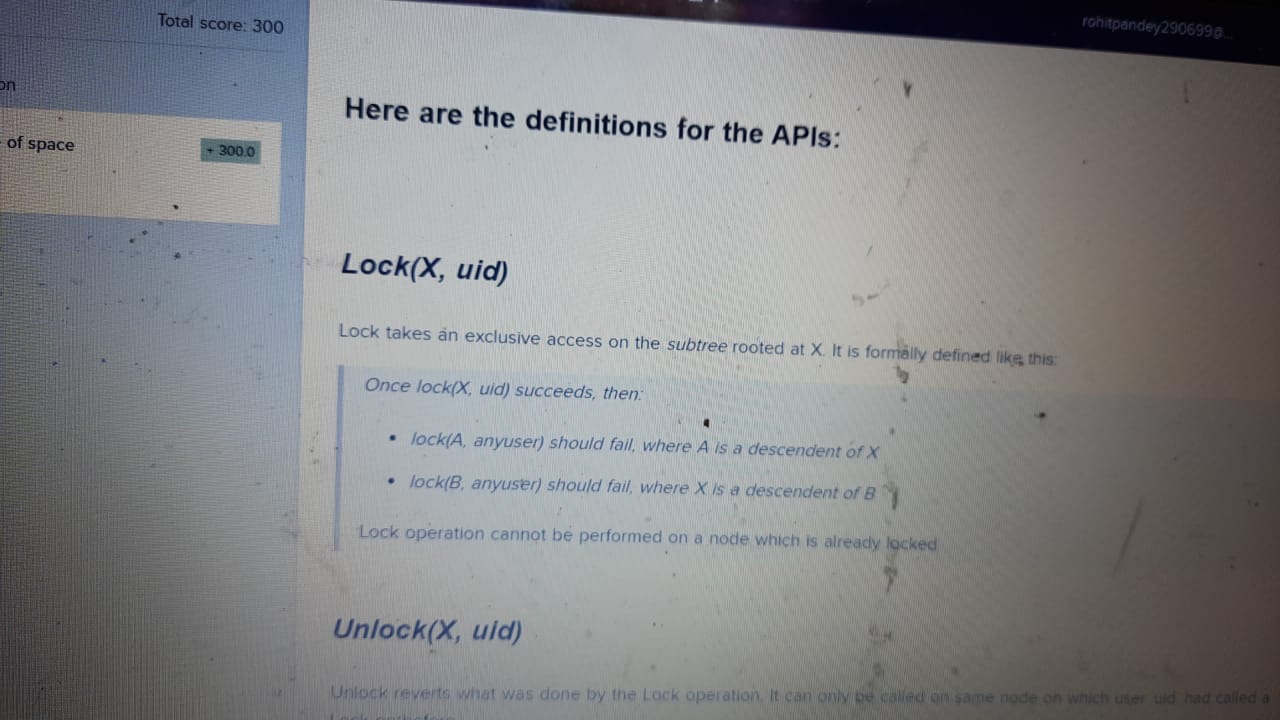 Total score: 300
rohitpandey290699@...
on
of space
+ 300.0
Here are the definitions for the APIs:
Lock(X, uid)
Lock takes an exclusive access on the subtree rooted at X. It is formally defined like this:
Once lock(X, uid) succeeds, then:
• lock(A, anyuser) should fail, where A is a descendent of X
• lock(B, anyuser) should fail, where X is a descendent of B
Lock operation cannot be performed on a node which is already locked
Unlock(X, uid)
Unlock reverts what was done by the Lock operation. It can only be called on same node on which user uid had called a